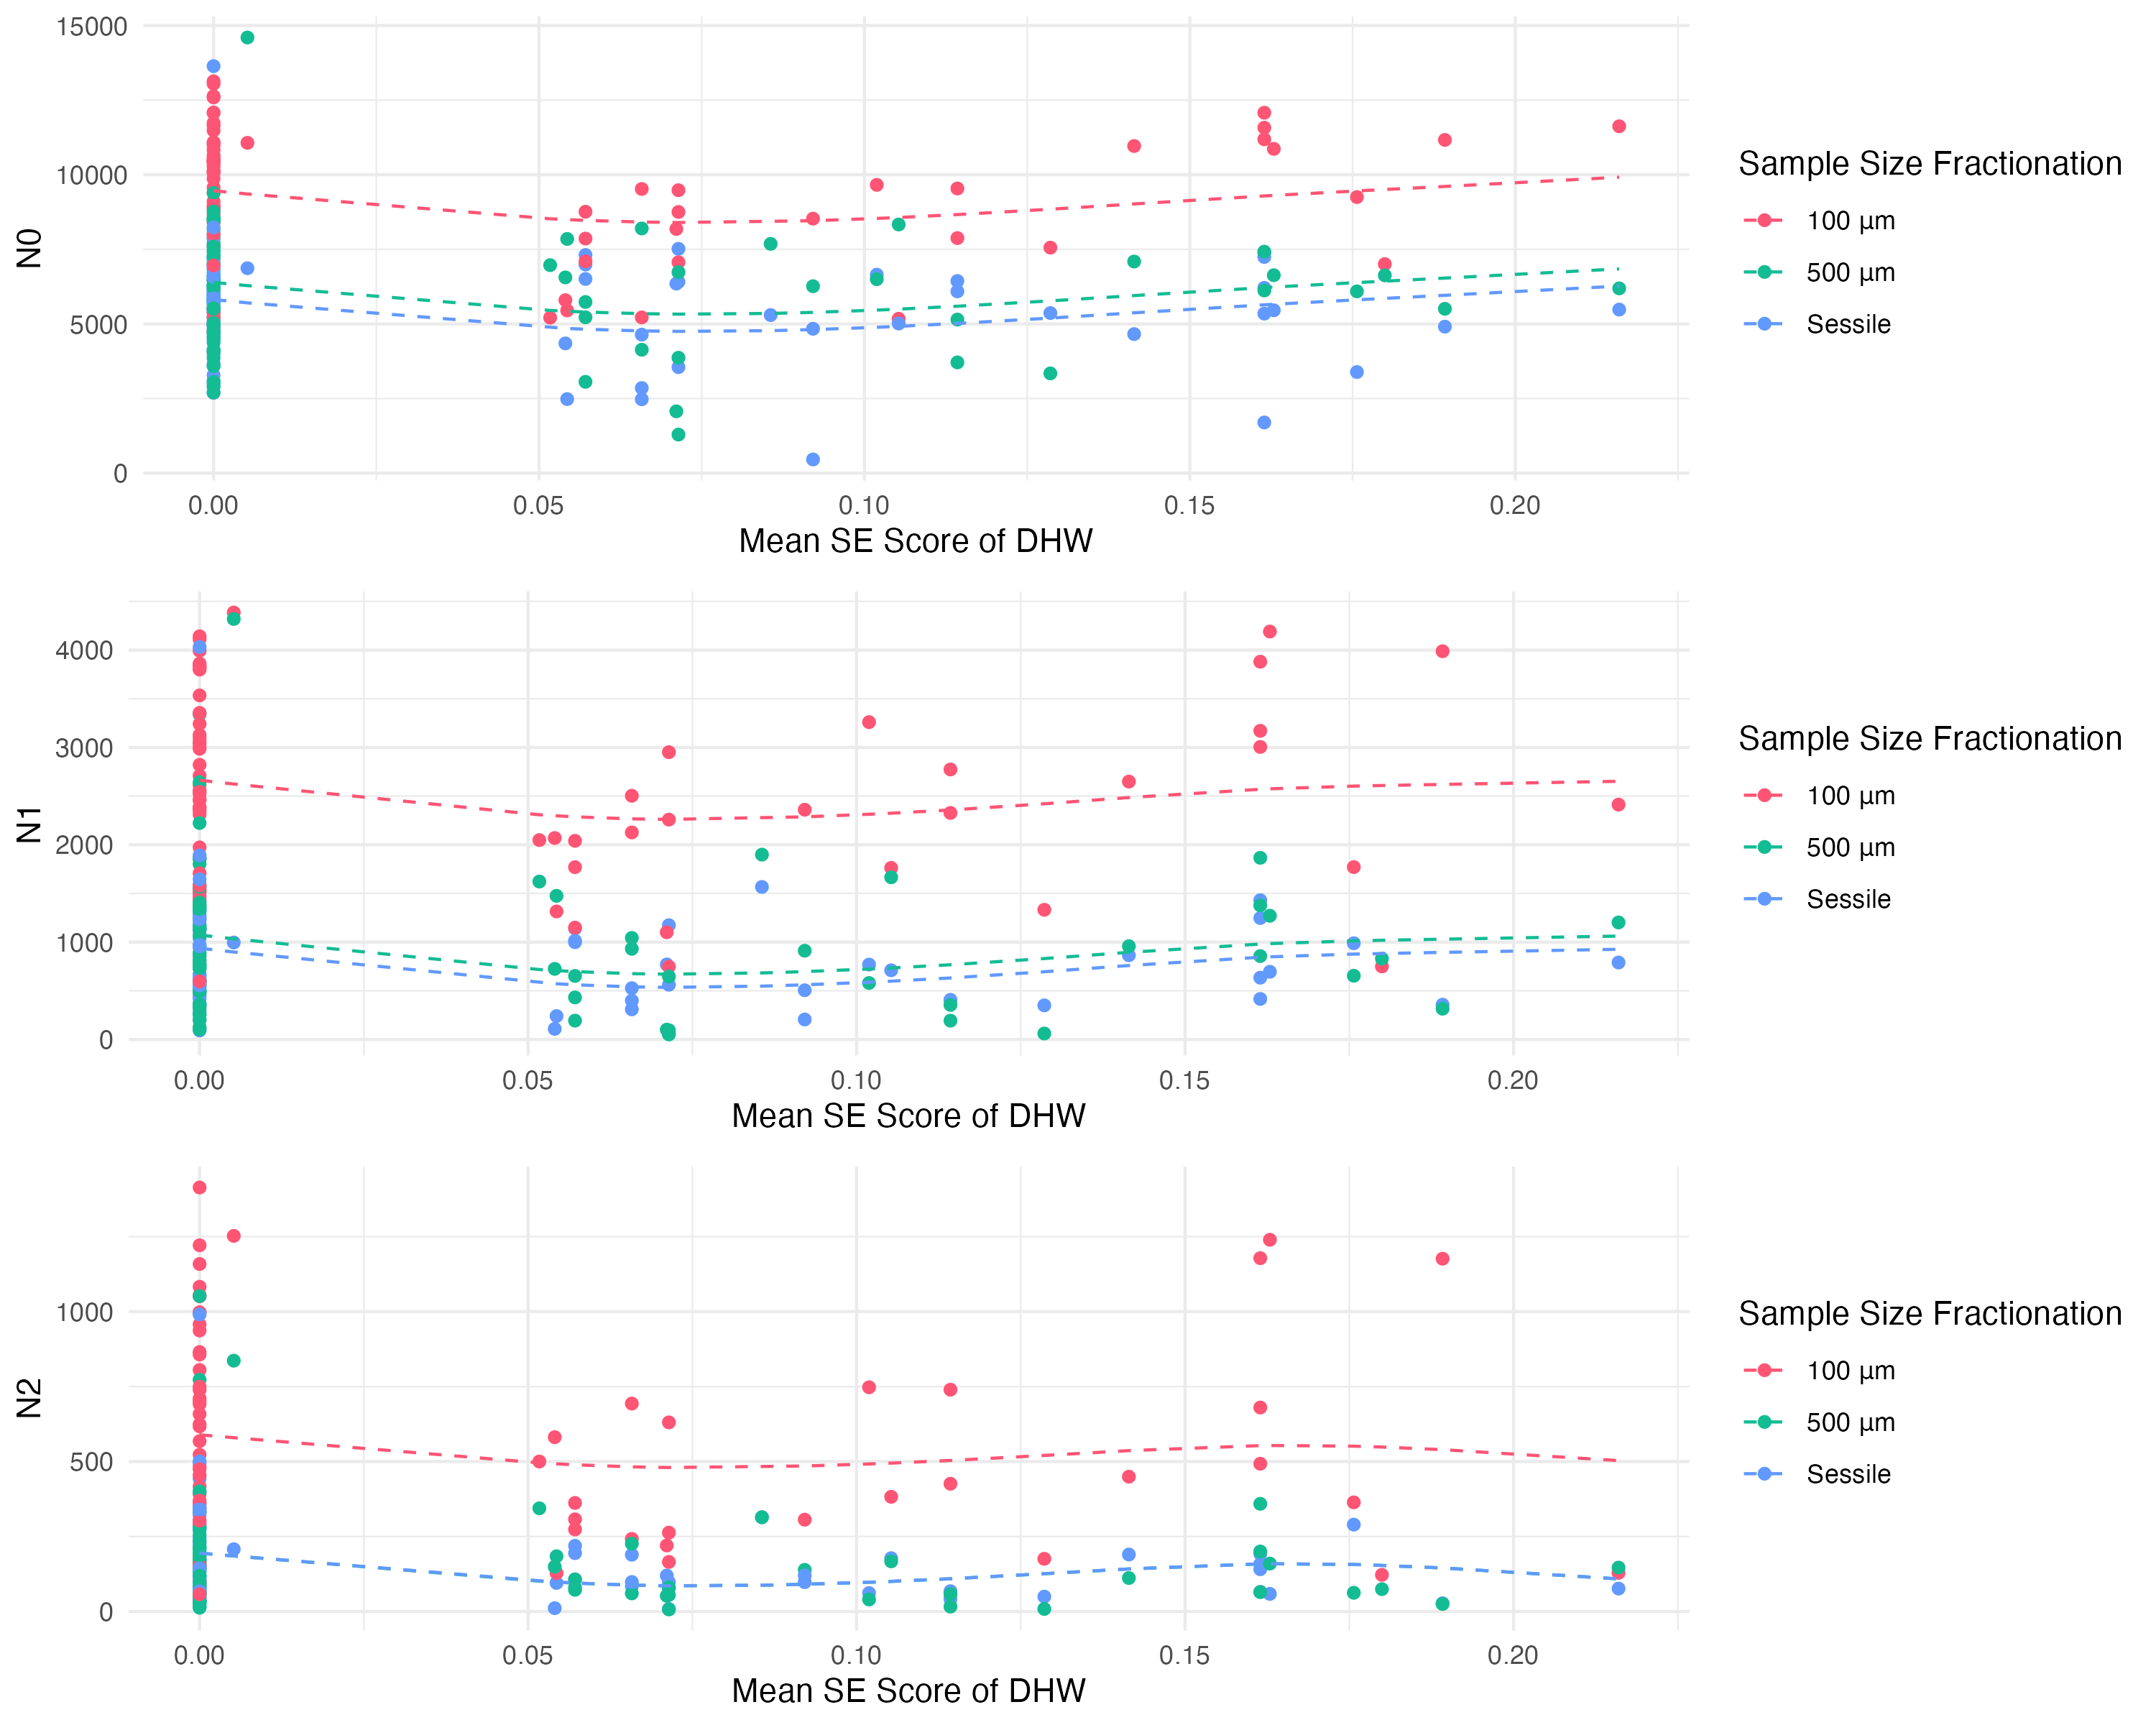 15000
10000
5000
0
N0
0.00 0.05 0.10 0.15 0.20
Mean SE Score of DHW
Sample Size Fractionation
100 µm
500 µm
Sessile
4000
3000
2000
1000
0
N1
0.00 0.05 0.10 0.15 0.20
Mean SE Score of DHW
Sample Size Fractionation
100 µm
500 µm
Sessile
1000
500
0
N2
0.00 0.05 0.10 0.15 0.20
Mean SE Score of DHW
Sample Size Fractionation
100 µm
500 µm
Sessile